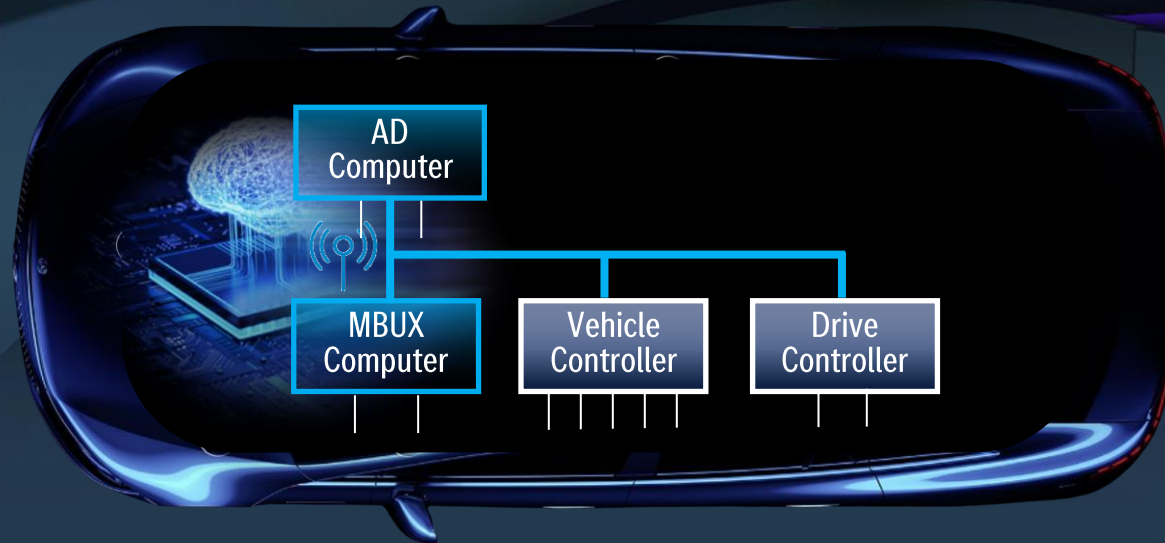 AD
Computer
MBUX
Computer
Vehicle
Controller
Drive
Controller